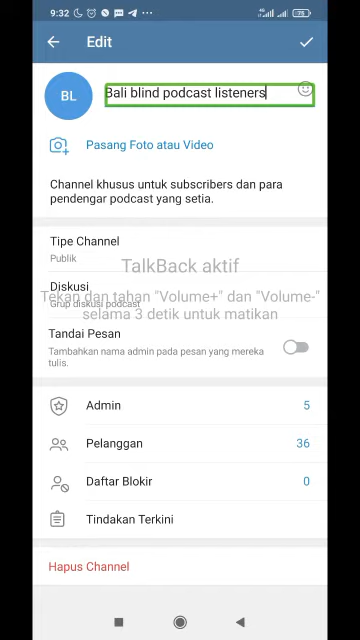 9:32
75
Edit
BL
Bali blind podcast listeners
Pasang Foto atau Video
Channel khusus untuk subscribers dan para
pendengar podcast yang setia.
Tipe Channel
Publik
TalkBack aktif
Diskusi
Grup diskusi podcast
Tekan dan tahan "Volume+" dan "Volume-"
selama 3 detik untuk matikan
Tandai Pesan
Tambahkan nama admin pada pesan yang mereka
tulis.
Admin 5
Pelanggan 36
Daftar Blokir 0
Tindakan Terkini
Hapus Channel